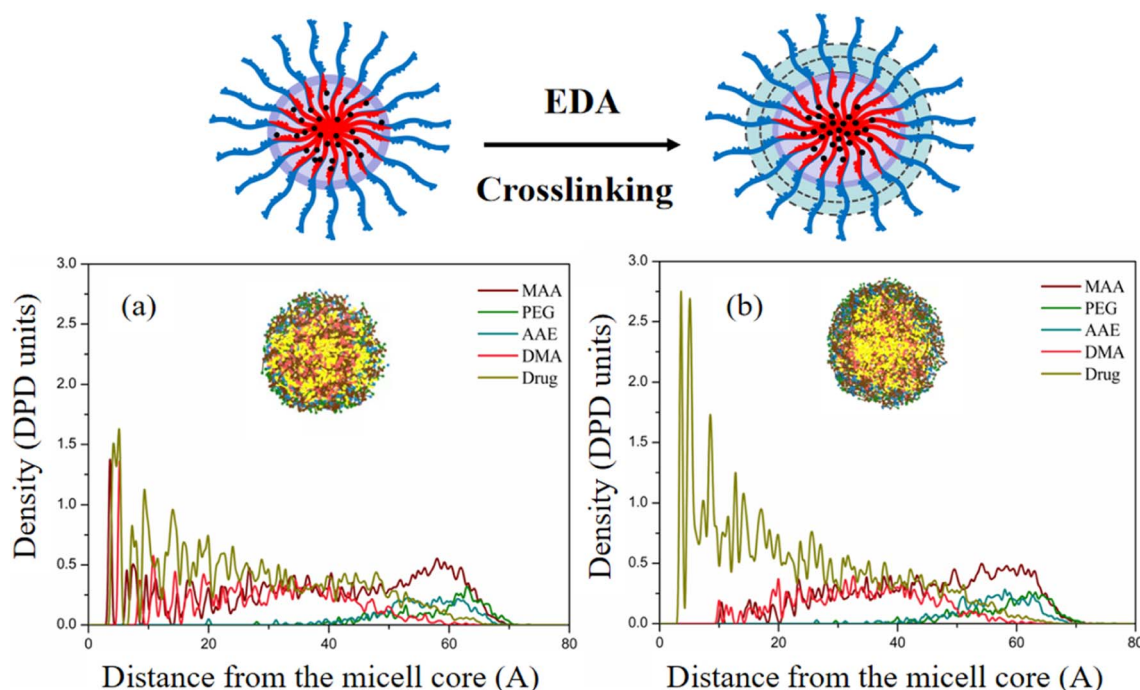 EDA
Crosslinking
(a)
MAA
PEG
AAE
DMA
Drug
Density (DPD units)
3.0
2.5
2.0
1.5
1.0
0.5
0.0
0 20 40 60 80
Distance from the micell core (A)
(b)
MAA
PEG
AAE
DMA
Drug
Density (DPD units)
3.0
2.5
2.0
1.5
1.0
0.5
0.0
0 20 40 60 80
Distance from the micell core (A)